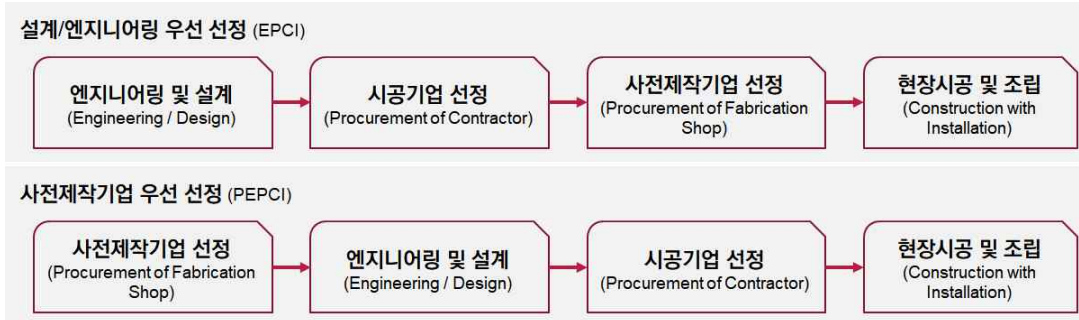 설계/엔지니어링 우선 선정 (EPCI)
엔지니어링 및 설계
(Engineering / Design)
시공기업 선정
(Procurement of Contractor)
사전제작기업 선정
(Procurement of Fabrication
Shop)
현장시공 및 조립
(Construction with
Installation)
사전제작기업 우선 선정 (PEPCI)
사전제작기업 선정
(Procurement of Fabrication
Shop)
엔지니어링 및 설계
(Engineering / Design)
시공기업 선정
(Procurement of Contractor)
현장시공 및 조립
(Construction with
Installation)